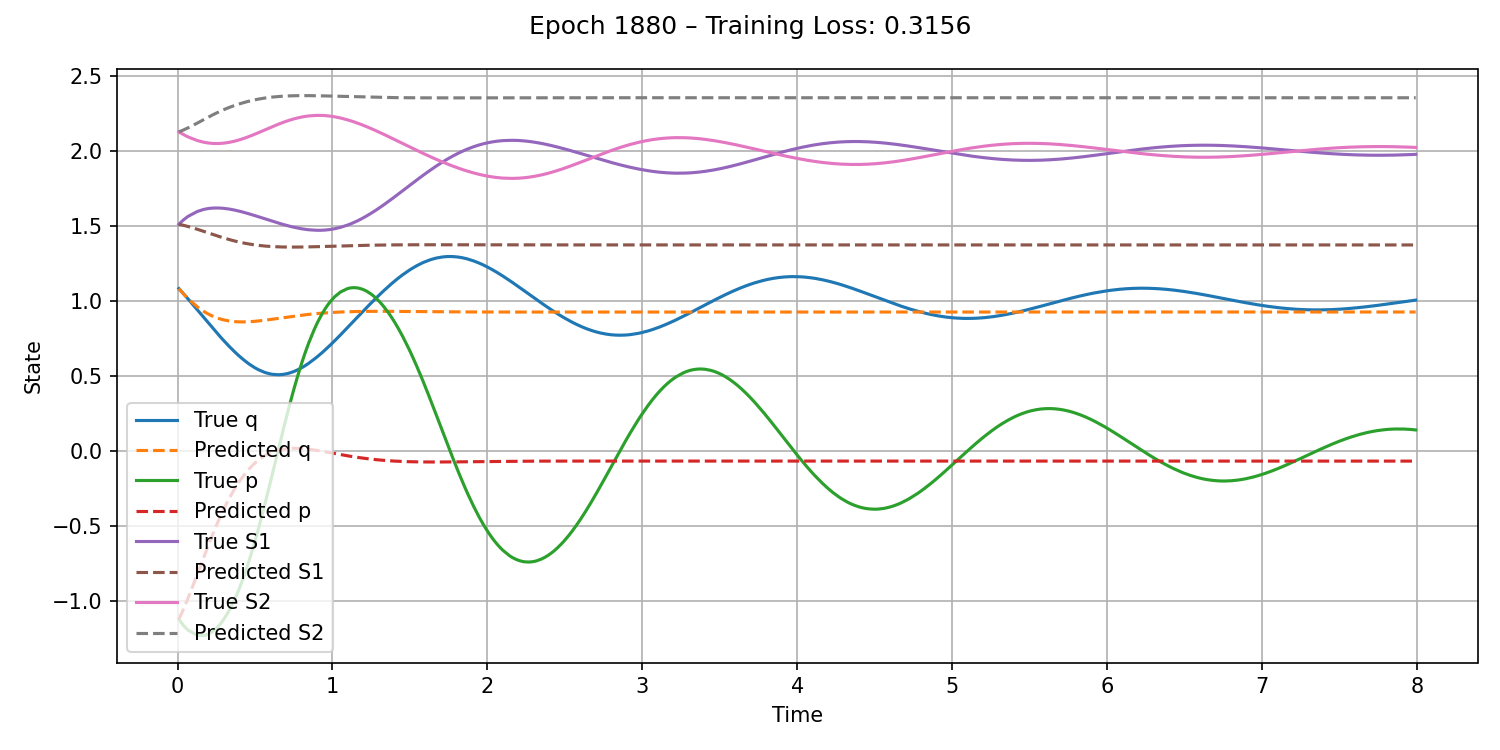 Epoch 1880 – Training Loss: 0.3156
State
2.5
2.0
1.5
1.0
0.5
0.0
−0.5
−1.0
True q
Predicted q
True p
Predicted p
True S1
Predicted S1
True S2
Predicted S2
0 1 2 3 4 5 6 7 8
Time